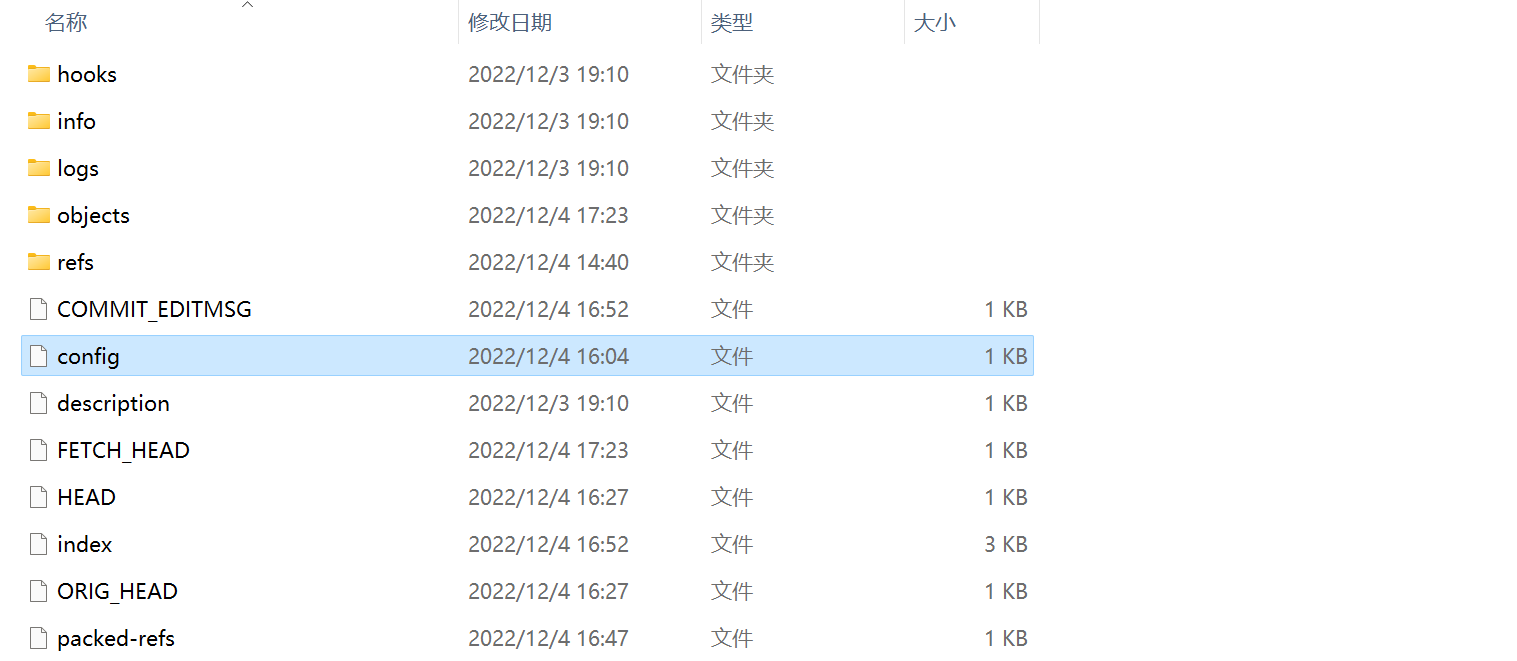 名称 修改日期 类型 大小
hooks 2022/12/3 19:10 文件夹
info 2022/12/3 19:10 文件夹
logs 2022/12/3 19:10 文件夹
objects 2022/12/4 17:23 文件夹
refs 2022/12/4 14:40 文件夹
COMMIT_EDITMSG 2022/12/4 16:52 文件 1 KB
config 2022/12/4 16:04 文件 1 KB
description 2022/12/3 19:10 文件 1 KB
FETCH_HEAD 2022/12/4 17:23 文件 1 KB
HEAD 2022/12/4 16:27 文件 1 KB
index 2022/12/4 16:52 文件 3 KB
ORIG_HEAD 2022/12/4 16:27 文件 1 KB
packed-refs 2022/12/4 16:47 文件 1 KB